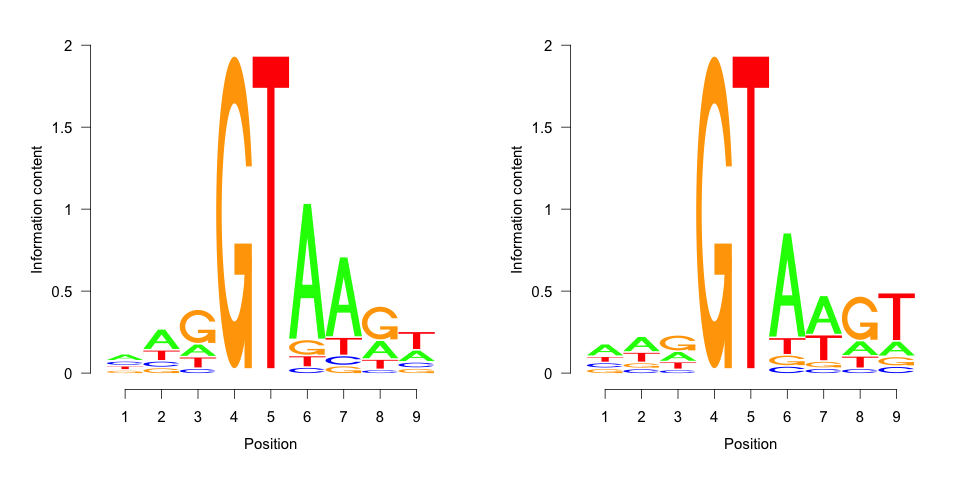 Information content
2
1.5
1
0.5
0
A A G G T A A G T
C T A G T A A
T C T T C T C
G G C C G C G
1 2 3 4 5 6 7 8 9
Position
Information content
2
1.5
1
0.5
0
A A G G T A A G T
T T A T T A A
C G T G G T G
G C C C C C C
1 2 3 4 5 6 7 8 9
Position